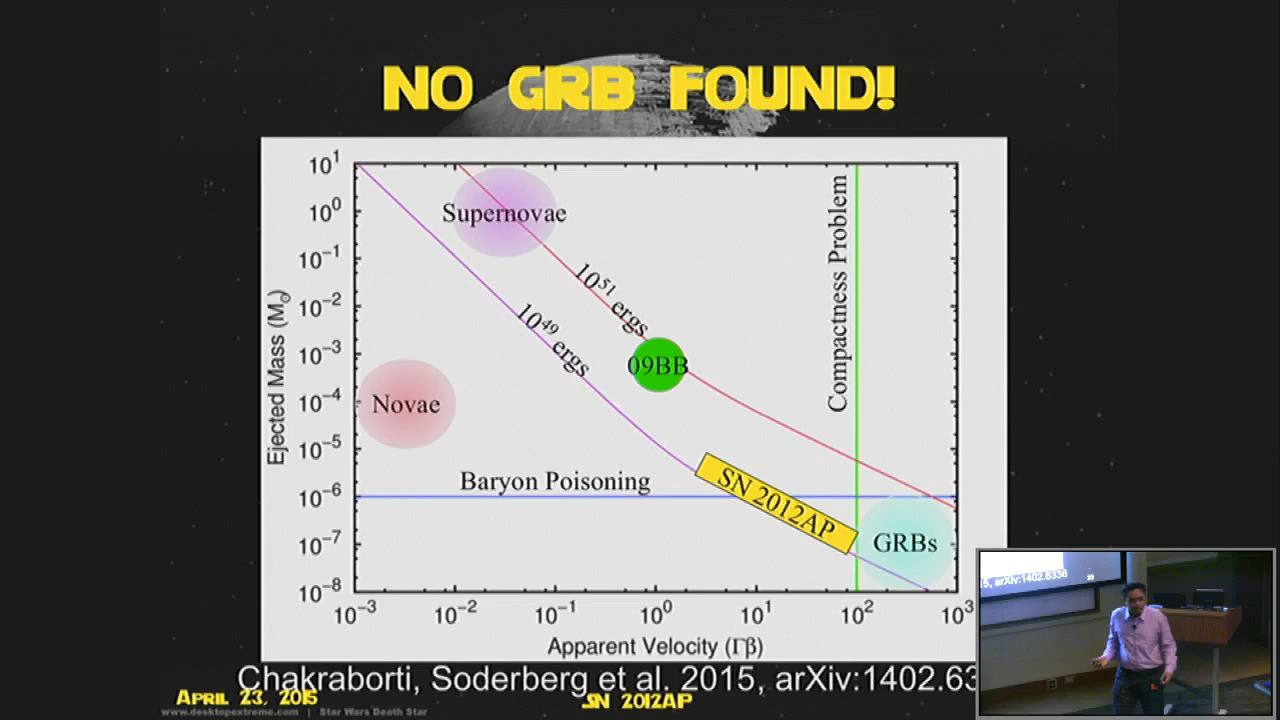 NO GRB FOUND!
10^1
10^0
10^-1
10^-2
10^-3
10^-4
10^-5
10^-6
10^-7
10^-8
Ejected Mass (M⊙)
Supernovae
10^51 ergs
10^49 ergs
09BB
Novae
Compactness Problem
Baryon Poisoning
SN 2012AP
GRBs
10^-3
10^-2
10^-1
10^0
10^1
10^2
10^3
Apparent Velocity (Γβ)
Chakraborti, Soderberg et al. 2015, arXiv:1402.63
APRIL 23, 2015
SN 2012AP
www.desktopextreme.com | Star Wars Death Star
15, arXiv:1402.6336